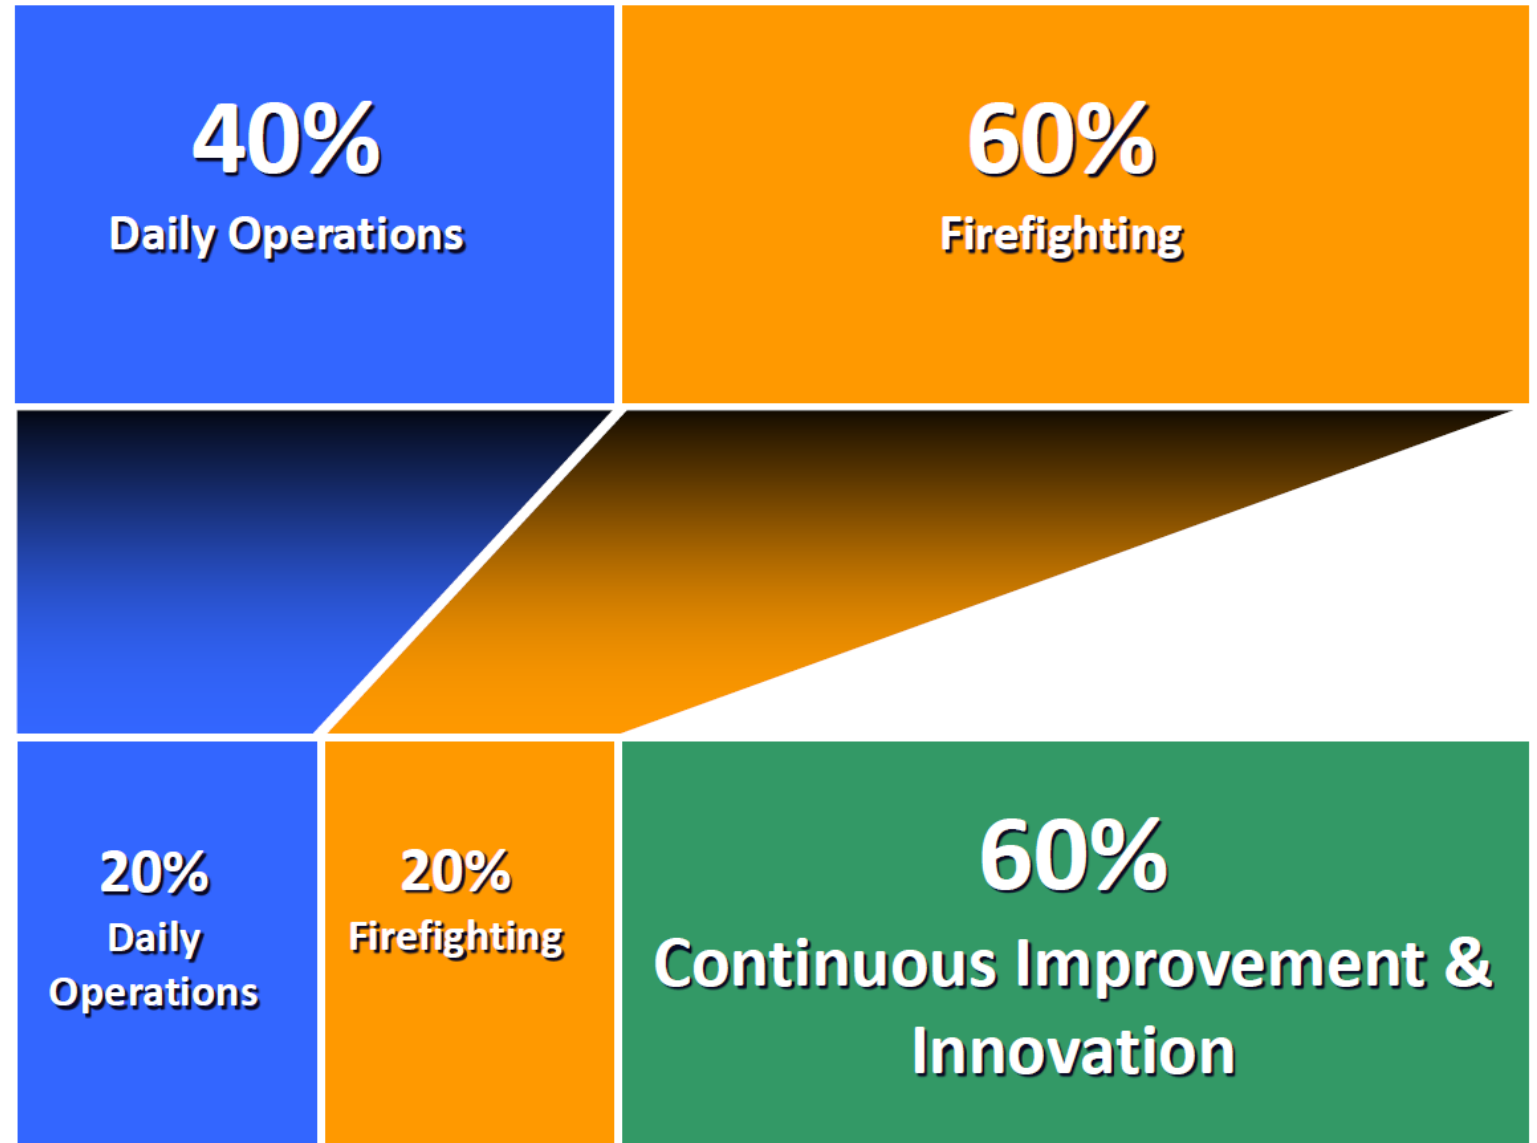 40%
Daily Operations
60%
Firefighting
20%
Daily
Operations
20%
Firefighting
60%
Continuous Improvement &
Innovation